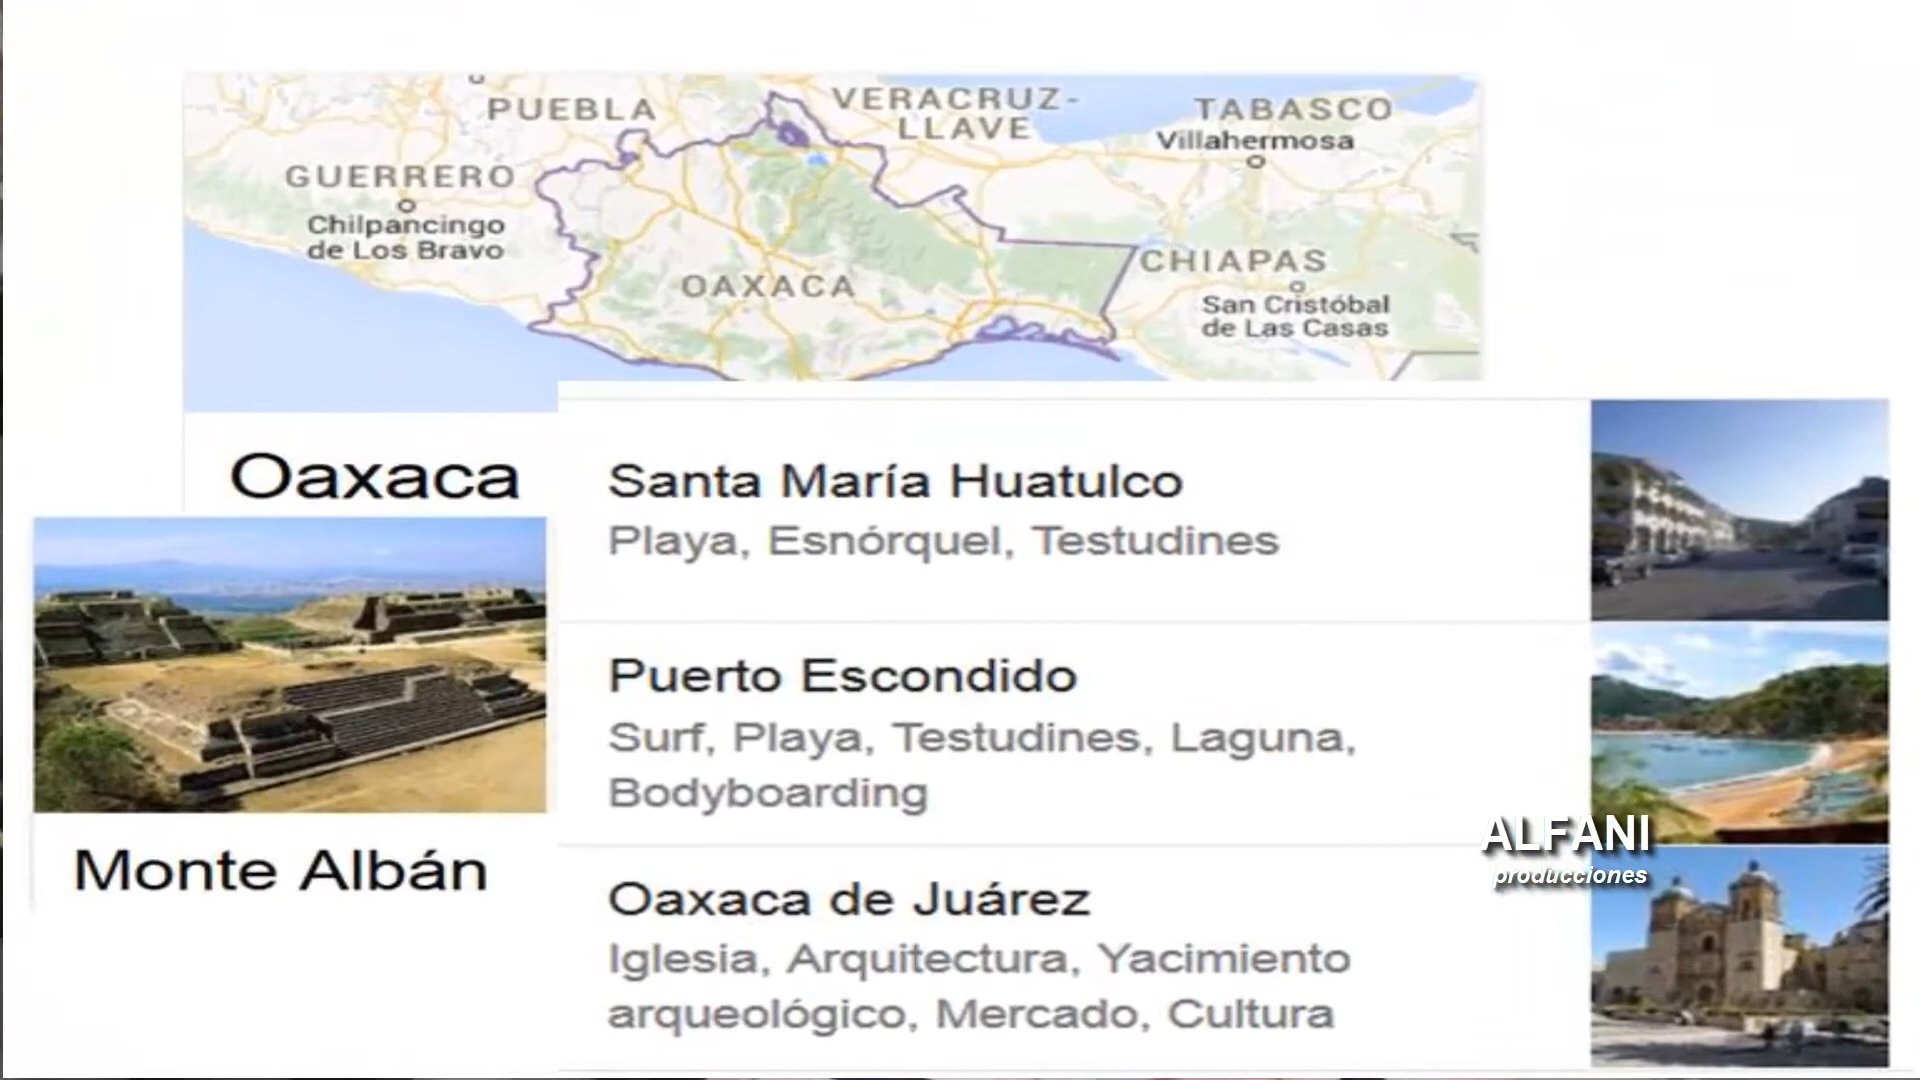 PUEBLA
VERACRUZ-
LLAVE
TABASCO
Villahermosa
GUERRERO
Chilpancingo
de Los Bravo
OAXACA
CHIAPAS
San Cristóbal
de Las Casas
Oaxaca
Monte Albán
Santa María Huatulco
Playa, Esnórquel, Testudines
Puerto Escondido
Surf, Playa, Testudines, Laguna,
Bodyboarding
Oaxaca de Juárez
Iglesia, Arquitectura, Yacimiento
arqueológico, Mercado, Cultura
ALFANI
producciones